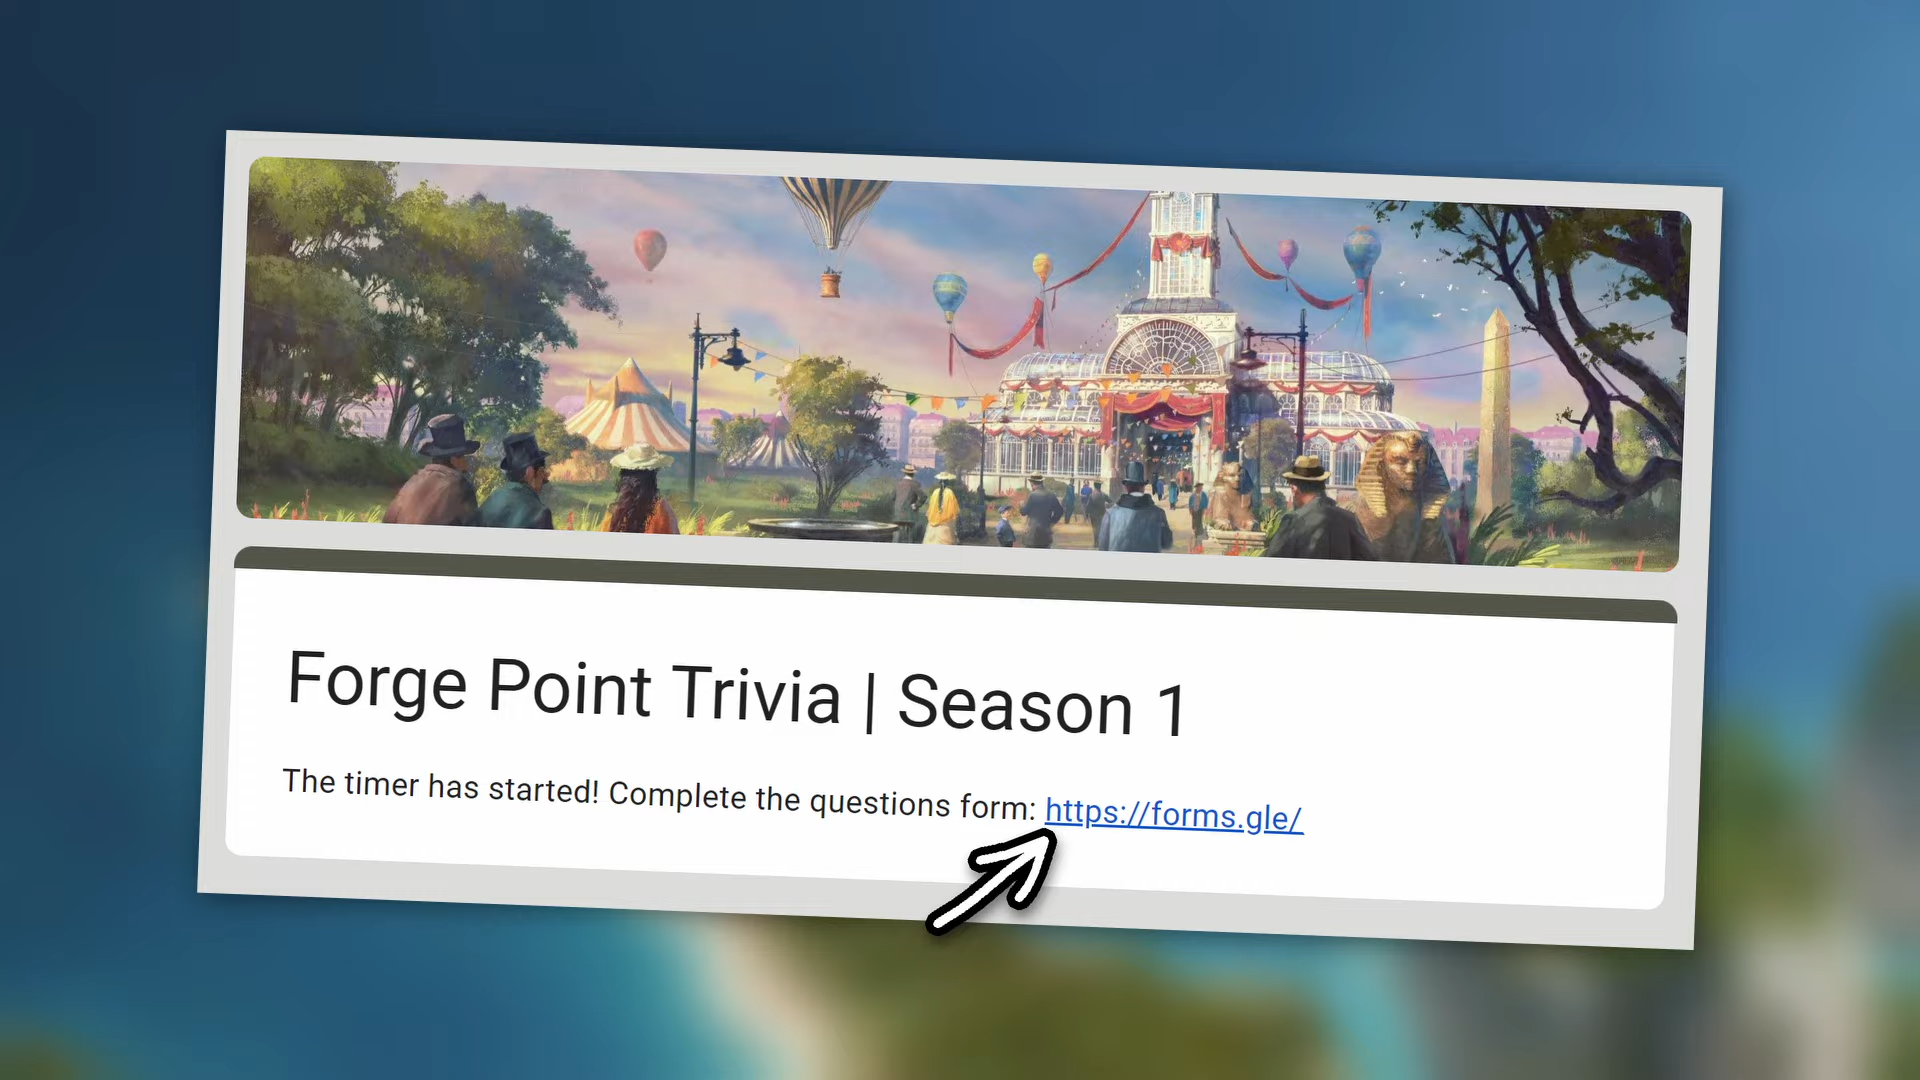 Forge Point Trivia | Season 1
The timer has started! Complete the questions form: https://forms.gle/